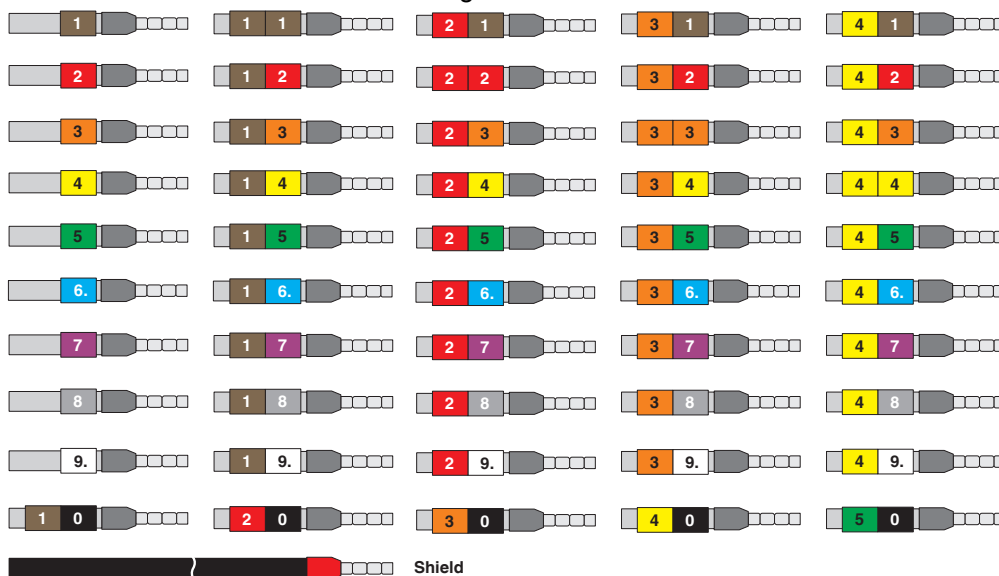 g
1 1 1 2 1 3 1 4 1
2 1 2 2 2 3 2 4 2
3 1 3 2 3 3 3 4 3
4 1 4 2 4 3 4 4 4
5 1 5 2 5 3 5 4 5
6. 1 6. 2 6. 3 6. 4 6.
7 1 7 2 7 3 7 4 7
8 1 8 2 8 3 8 4 8
9. 1 9. 2 9. 3 9. 4 9.
1 0 2 0 3 0 4 0 5 0
Shield